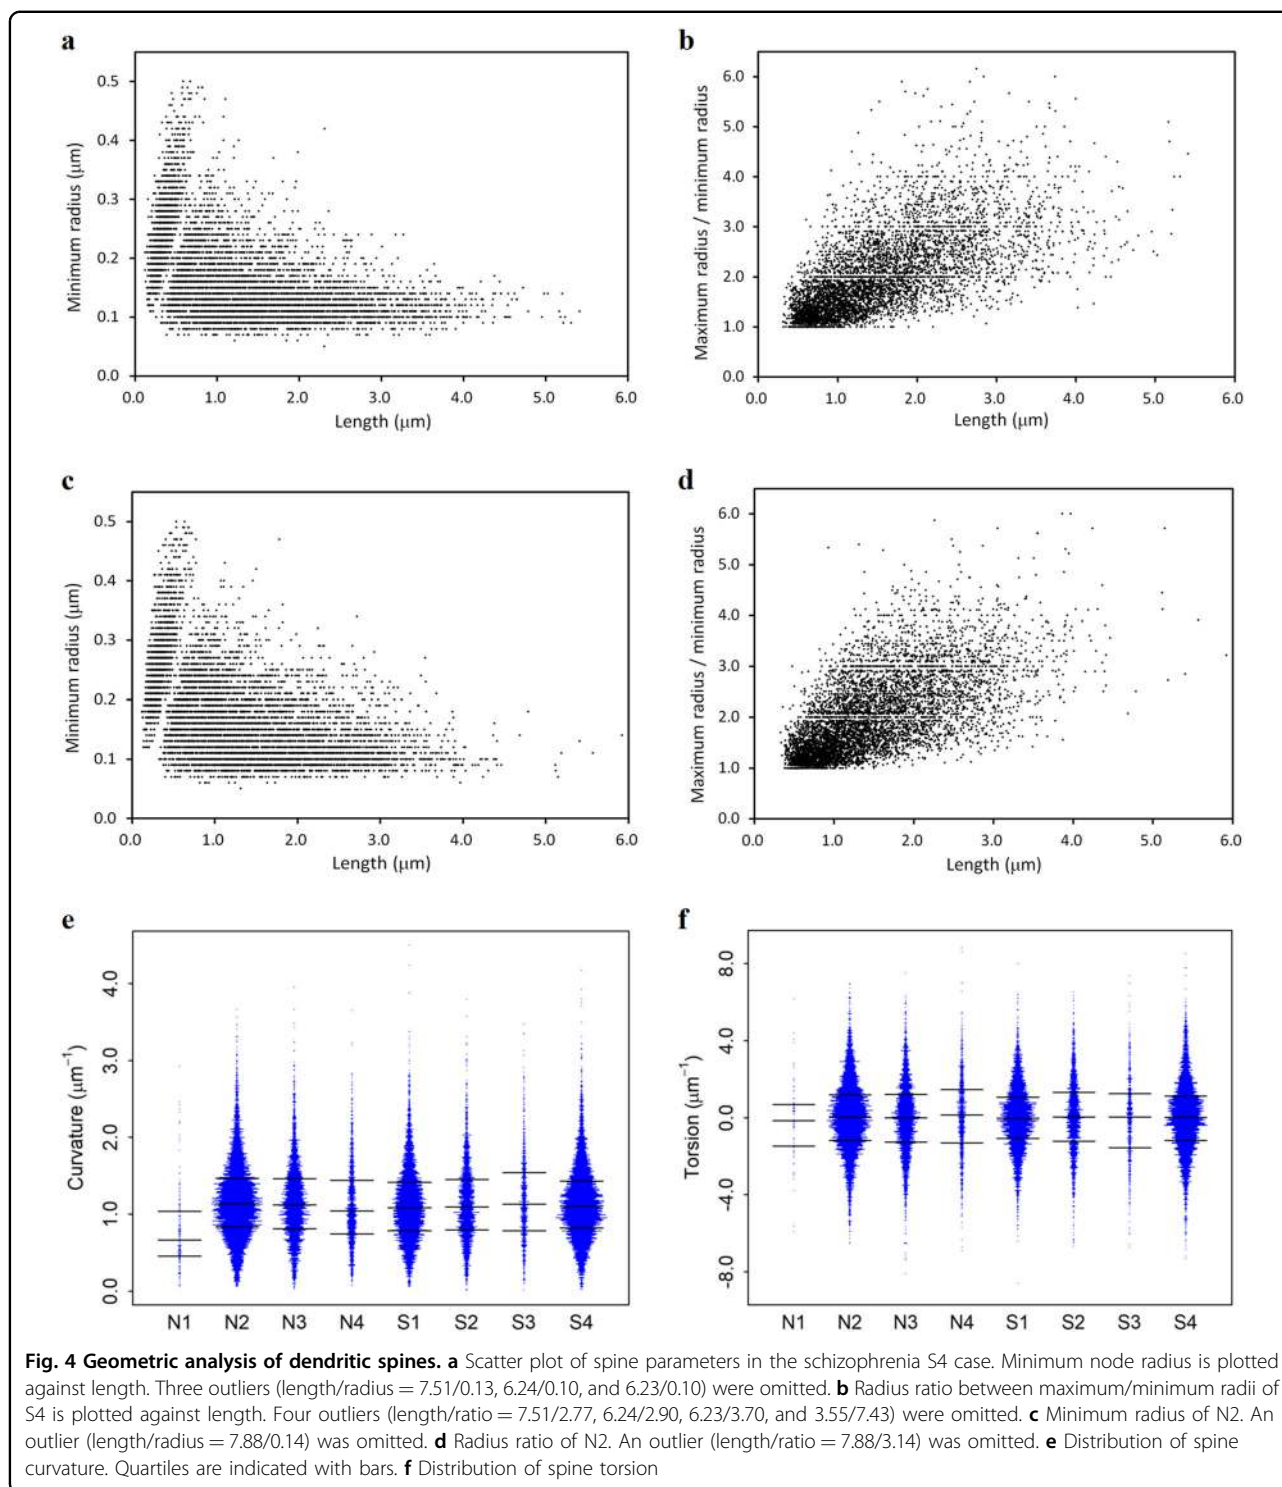 a
0.5
0.4
0.3
0.2
0.1
0.0
Minimum radius (µm)
0.0 1.0 2.0 3.0 4.0 5.0 6.0
Length (µm)
b
6.0
5.0
4.0
3.0
2.0
1.0
0.0
Maximum radius / minimum radius
0.0 1.0 2.0 3.0 4.0 5.0 6.0
Length (µm)
c
0.5
0.4
0.3
0.2
0.1
0.0
Minimum radius (µm)
0.0 1.0 2.0 3.0 4.0 5.0 6.0
Length (µm)
d
6.0
5.0
4.0
3.0
2.0
1.0
0.0
Maximum radius / minimum radius
0.0 1.0 2.0 3.0 4.0 5.0 6.0
Length (µm)
e
4.0
3.0
2.0
1.0
0.0
Curvature (µm⁻¹)
N1 N2 N3 N4 S1 S2 S3 S4
f
8.0
4.0
0.0
-4.0
-8.0
Torsion (µm⁻¹)
N1 N2 N3 N4 S1 S2 S3 S4
Fig. 4 Geometric analysis of dendritic spines. a Scatter plot of spine parameters in the schizophrenia S4 case. Minimum node radius is plotted
against length. Three outliers (length/radius = 7.51/0.13, 6.24/0.10, and 6.23/0.10) were omitted. b Radius ratio between maximum/minimum radii of
S4 is plotted against length. Four outliers (length/ratio = 7.51/2.77, 6.24/2.90, 6.23/3.70, and 3.55/7.43) were omitted. c Minimum radius of N2. An
outlier (length/radius = 7.88/0.14) was omitted. d Radius ratio of N2. An outlier (length/ratio = 7.88/3.14) was omitted. e Distribution of spine
curvature. Quartiles are indicated with bars. f Distribution of spine torsion